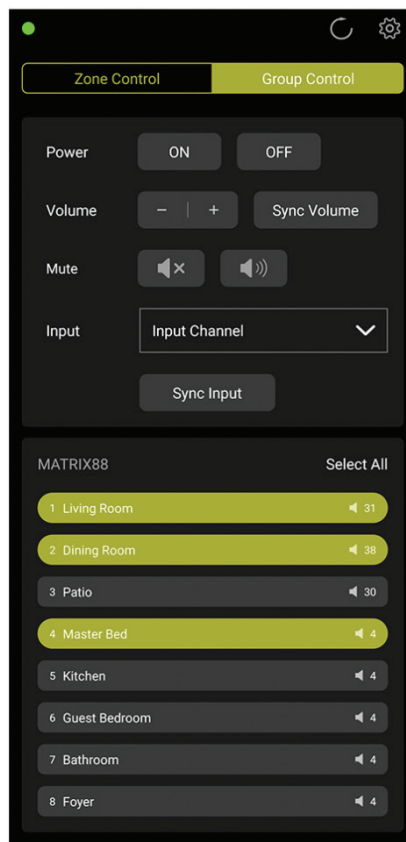 Zone Control Group Control
Power ON OFF
Volume − | + Sync Volume
Mute
Input Input Channel
Sync Input
MATRIX88 Select All
1 Living Room 31
2 Dining Room 38
3 Patio 30
4 Master Bed 4
5 Kitchen 4
6 Guest Bedroom 4
7 Bathroom 4
8 Foyer 4